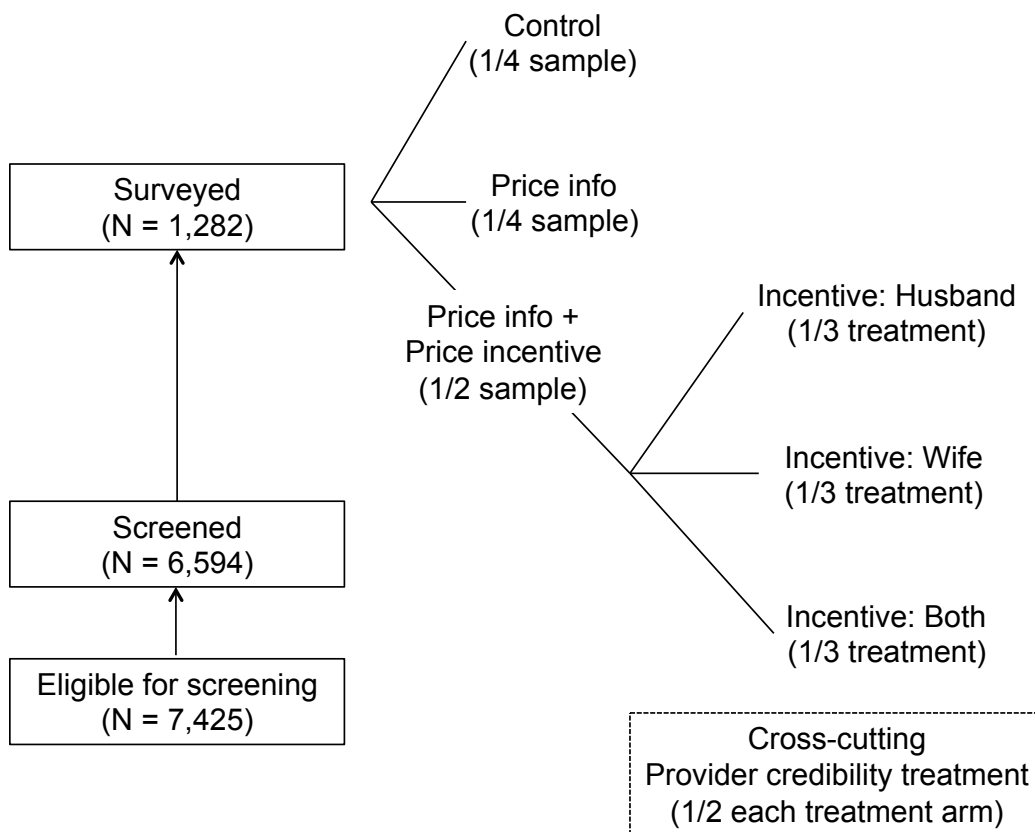 Control
(1/4 sample)
Surveyed
(N = 1,282)
Price info
(1/4 sample)
Price info +
Price incentive
(1/2 sample)
Incentive: Husband
(1/3 treatment)
Incentive: Wife
(1/3 treatment)
Screened
(N = 6,594)
Incentive: Both
(1/3 treatment)
Eligible for screening
(N = 7,425)
Cross-cutting
Provider credibility treatment
(1/2 each treatment arm)